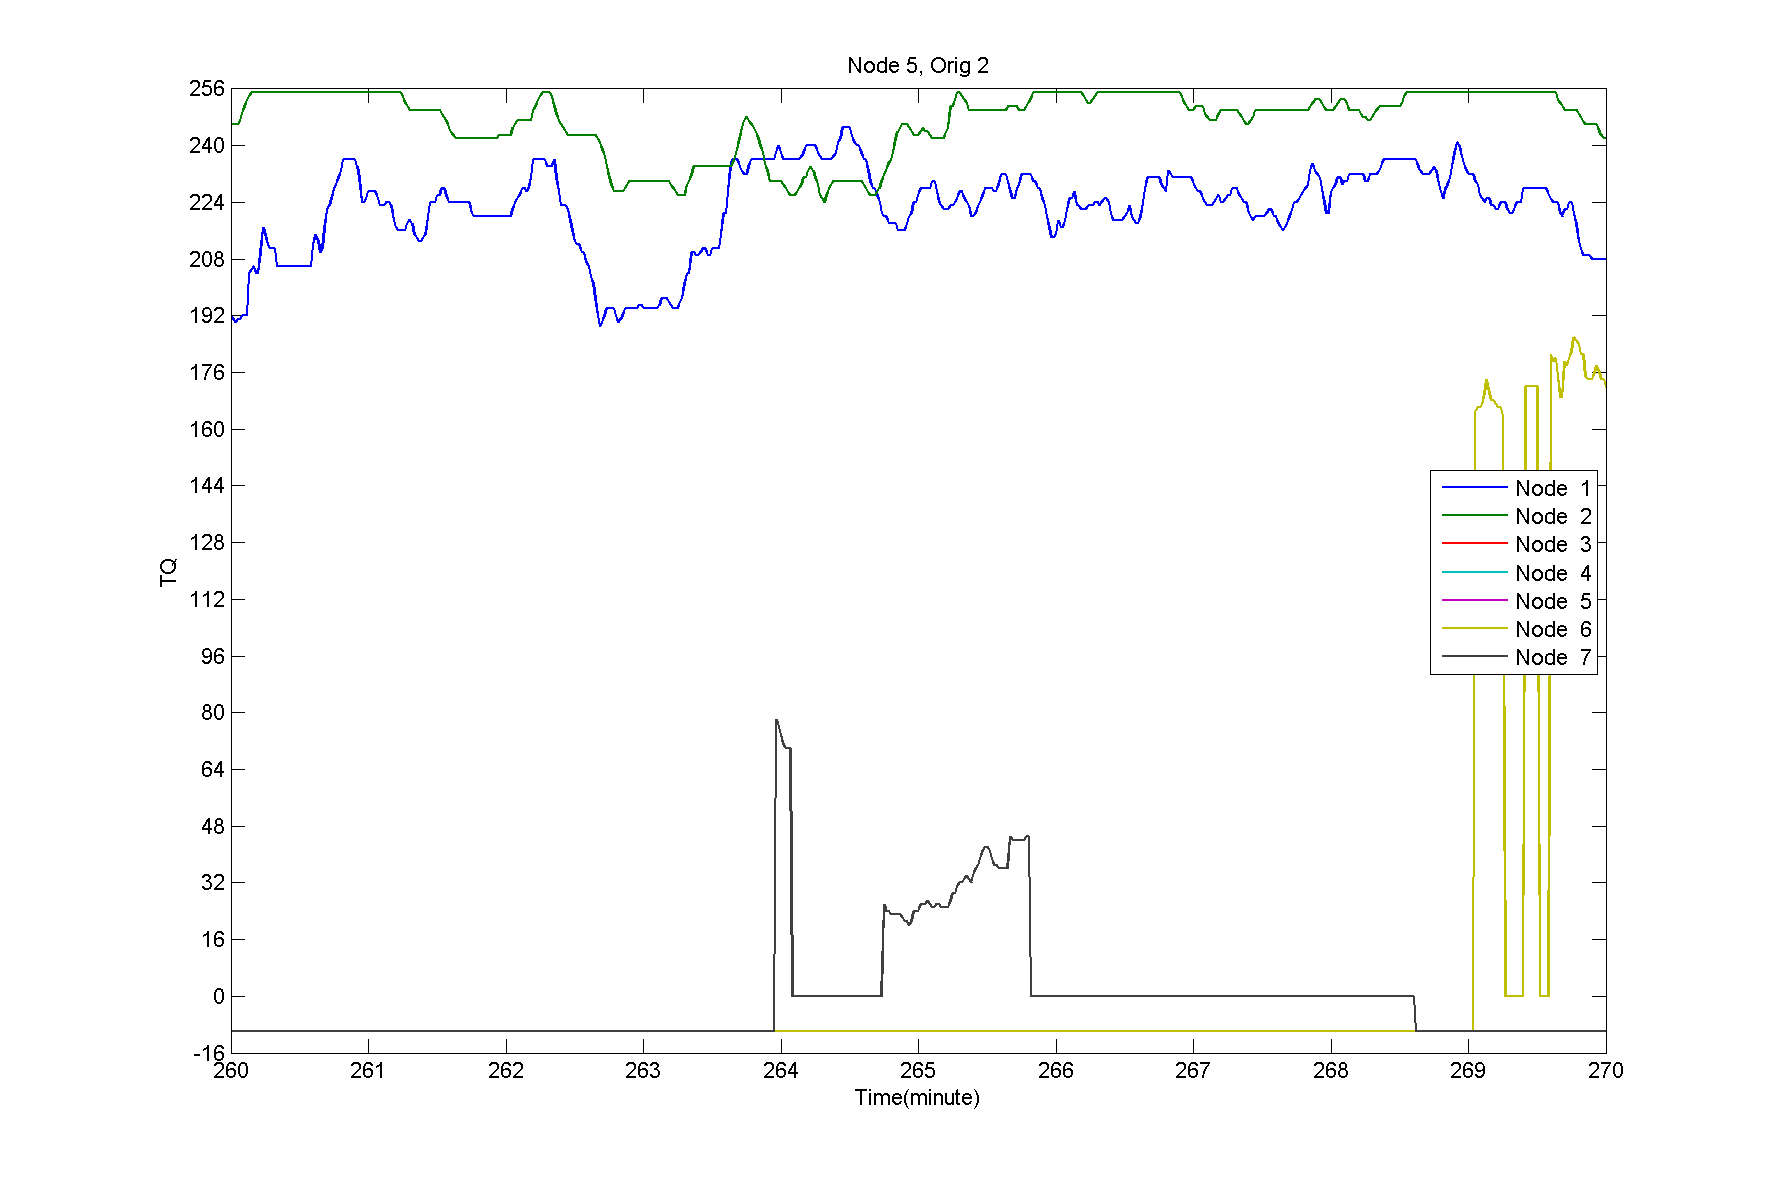 Node 5, Orig 2
256
240
224
208
192
176
160
144
128
112
96
80
64
48
32
16
0
-16
TQ
Node 1
Node 2
Node 3
Node 4
Node 5
Node 6
Node 7
260 261 262 263 264 265 266 267 268 269 270
Time(minute)